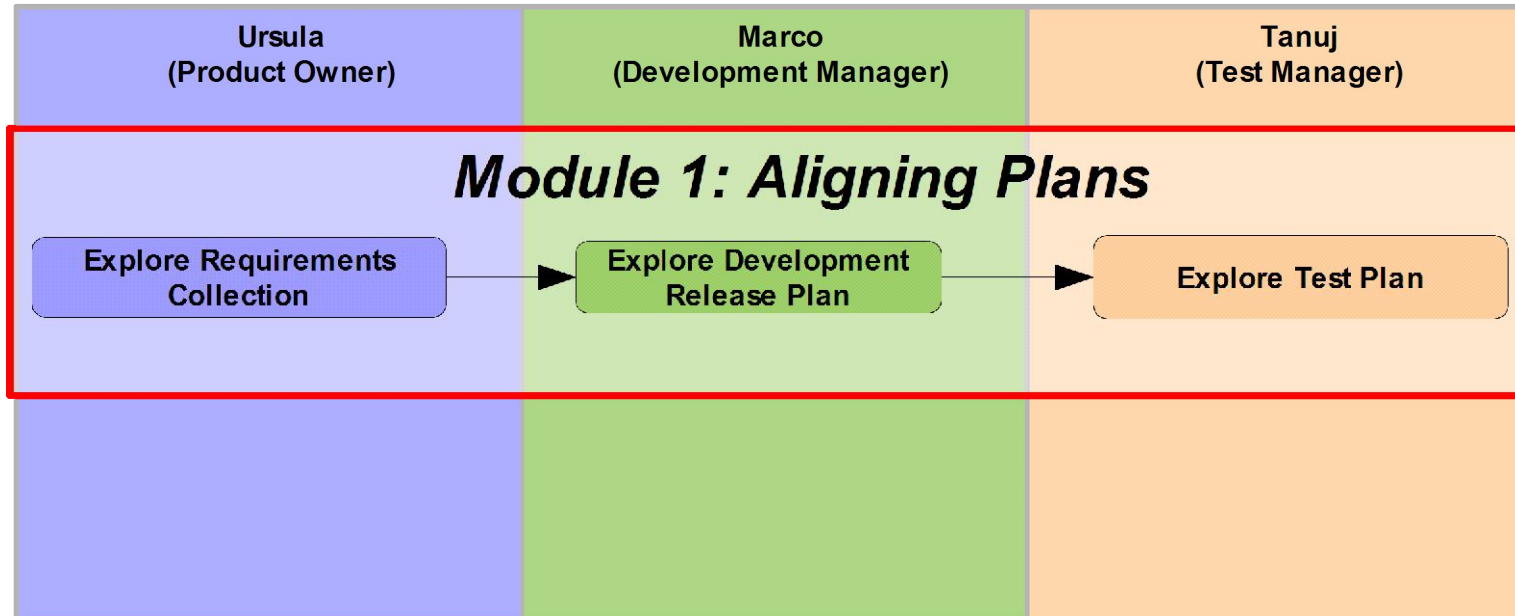 Ursula
(Product Owner)
Marco
(Development Manager)
Tanuj
(Test Manager)
Module 1: Aligning Plans
Explore Requirements
Collection
Explore Development
Release Plan
Explore Test Plan